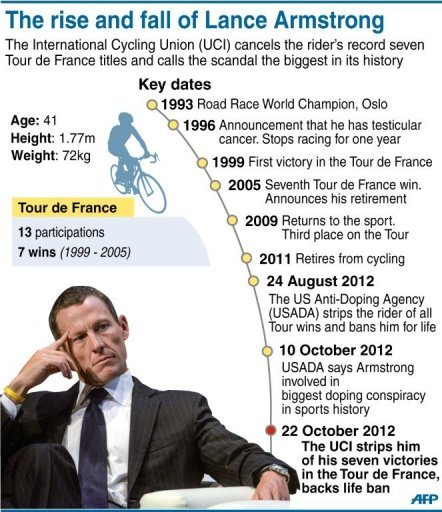 The rise and fall of Lance Armstrong
The International Cycling Union (UCI) cancels the rider's record seven
Tour de France titles and calls the scandal the biggest in its history
Key dates
1993 Road Race World Champion, Oslo
1996 Announcement that he has testicular
cancer. Stops racing for one year
1999 First victory in the Tour de France
2005 Seventh Tour de France win.
Announces his retirement
2009 Returns to the sport.
Third place on the Tour
2011 Retires from cycling
24 August 2012
The US Anti-Doping Agency
(USADA) strips the rider of all
Tour wins and bans him for life
10 October 2012
USADA says Armstrong
involved in
biggest doping conspiracy
in sports history
22 October 2012
The UCI strips him
of his seven victories
in the Tour de France,
backs life ban
Age: 41
Height: 1.77m
Weight: 72kg
Tour de France
13 participations
7 wins (1999 - 2005)
AFP